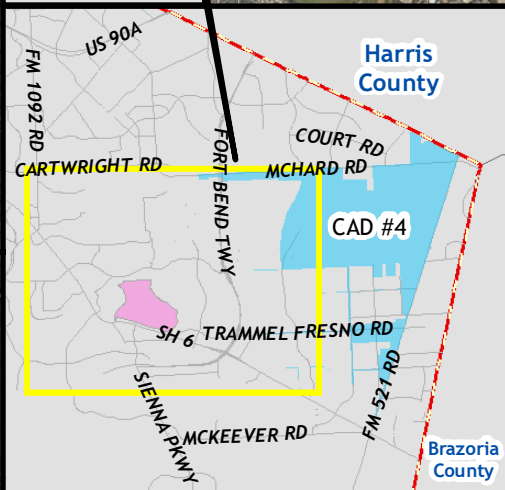 US 90A
Harris
County
FM 1092 RD
COURT RD
CARTWRIGHT RD
MCHARD RD
FORT BEND TWY
CAD #4
SH 6
TRAMMEL FRESNO RD
FM 521 RD
SIENNA PKWY
MCKEEVER RD
Brazoria
County